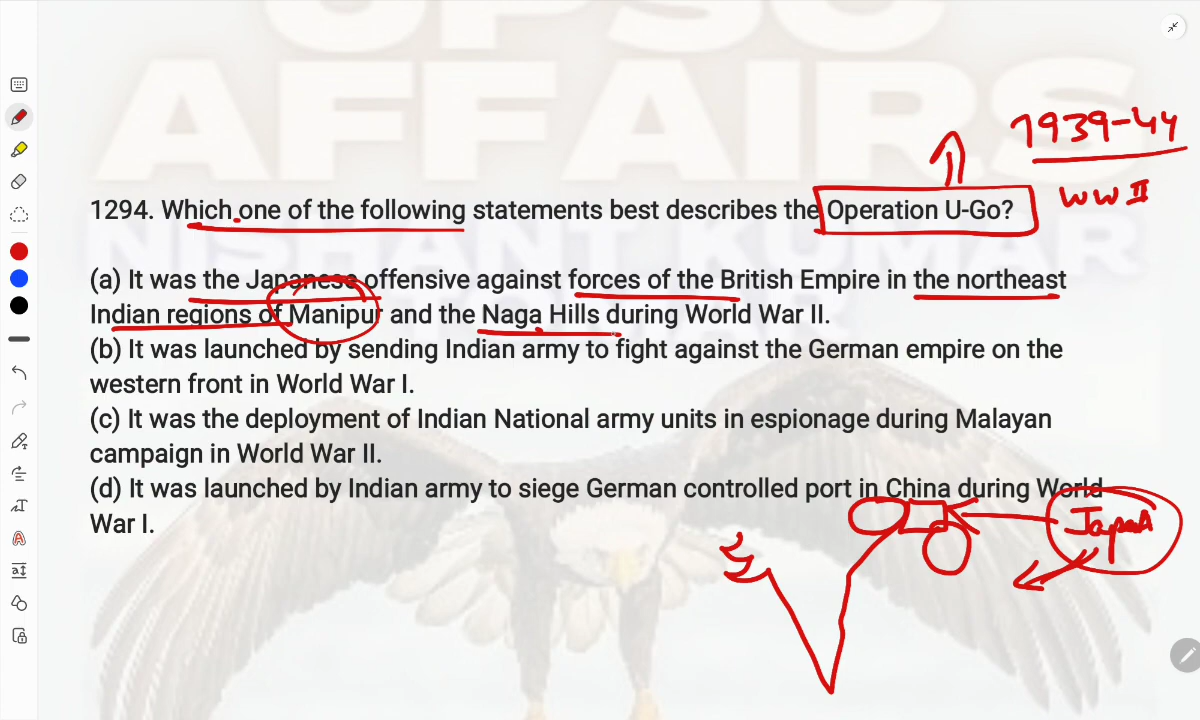 UPSC
AFFAIRS
NISHANT KUMAR
1939-44
WW II
1294. Which one of the following statements best describes the Operation U-Go?
(a) It was the Japanese offensive against forces of the British Empire in the northeast
Indian regions of Manipur and the Naga Hills during World War II.
(b) It was launched by sending Indian army to fight against the German empire on the
western front in World War I.
(c) It was the deployment of Indian National army units in espionage during Malayan
campaign in World War II.
(d) It was launched by Indian army to siege German controlled port in China during World
War I.
Japan